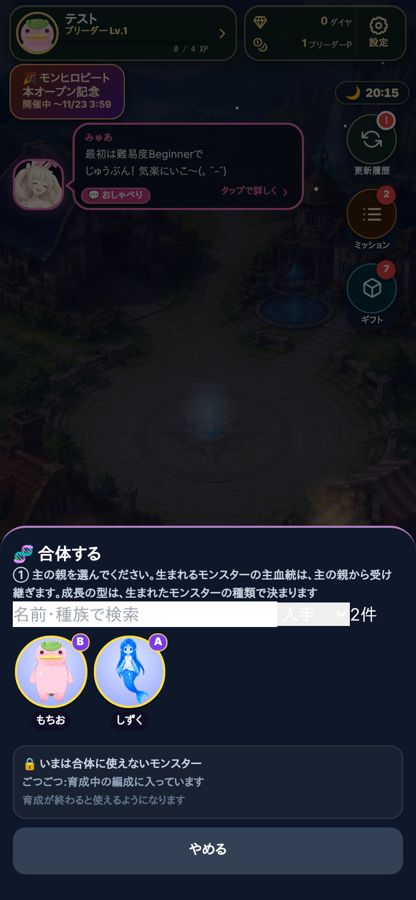 テスト
ブリーダー Lv.1
0 / 4 XP
0 ダイヤ
1 ブリーダーP
設定
🎉 モンヒロビート
本オープン記念
開催中 〜11/23 3:59
🌙 20:15
みゅあ
最初は難易度Beginnerで
じゅうぶん！ 気楽にいこ〜(。˘ｰ˘)
💬 おしゃべり
タップで詳しく
更新履歴
2
ミッション
7
ギフト
🧬 合体する
① 主の親を選んでください。生まれるモンスターの主血統は、主の親から受け
継ぎます。成長の型は、生まれたモンスターの種類で決まります
名前・種族で検索
入手
2件
B
もちお
A
しずく
🔒 いまは合体に使えないモンスター
ごつごつ：育成中の編成に入っています
育成が終わると使えるようになります
やめる